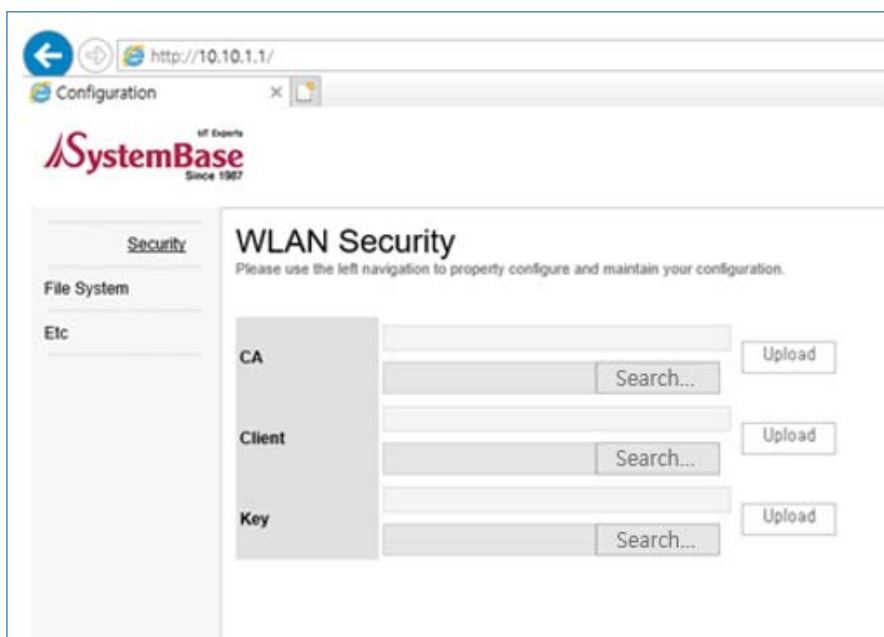 http://10.10.1.1/
Configuration
IoT Experts
SystemBase
Since 1987
Security
File System
Etc
WLAN Security
Please use the left navigation to property configure and maintain your configuration.
CA
Upload
Search...
Client
Upload
Search...
Key
Upload
Search...